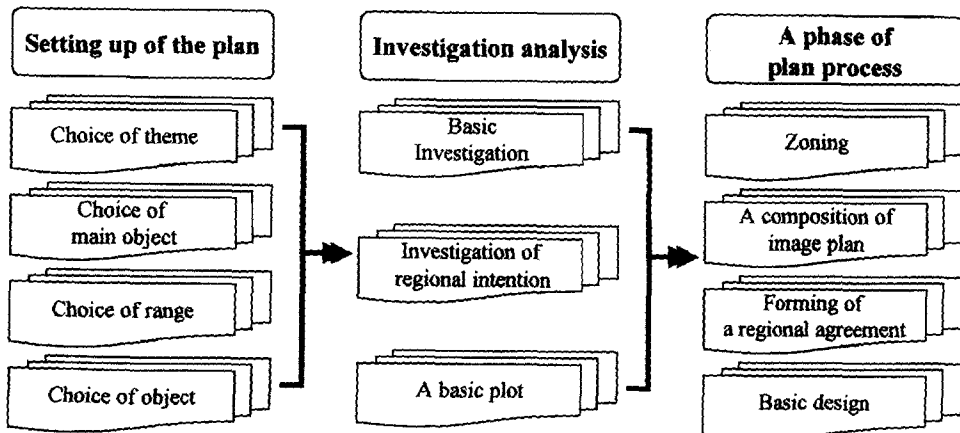 Setting up of the plan
Choice of theme
Choice of
main object
Choice of range
Choice of object
Investigation analysis
Basic
Investigation
Investigation of
regional intention
A basic plot
A phase of
plan process
Zoning
A composition of
image plan
Forming of
a regional agreement
Basic design